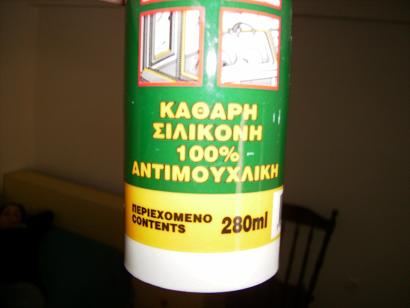 ΚΑΘΑΡΗ
ΣΙΛΙΚΟΝΗ
100%
ΑΝΤΙΜΟΥΧΛΙΚΗ
ΠΕΡΙΕΧΟΜΕΝΟ
CONTENTS
280ml